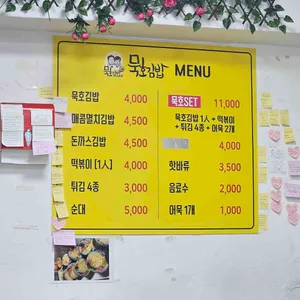 묵호김밥 MENU
묵호김밥 4,000
매콤멸치김밥 4,500
돈까스김밥 4,500
떡볶이 [1人] 4,000
튀김 4종 3,000
순대 5,000
묵호SET 11,000
묵호김밥 1人 + 떡볶이
+ 튀김 4종 + 어묵 2개
4,000
핫바류 3,500
음료수 2,000
어묵 1개 1,000